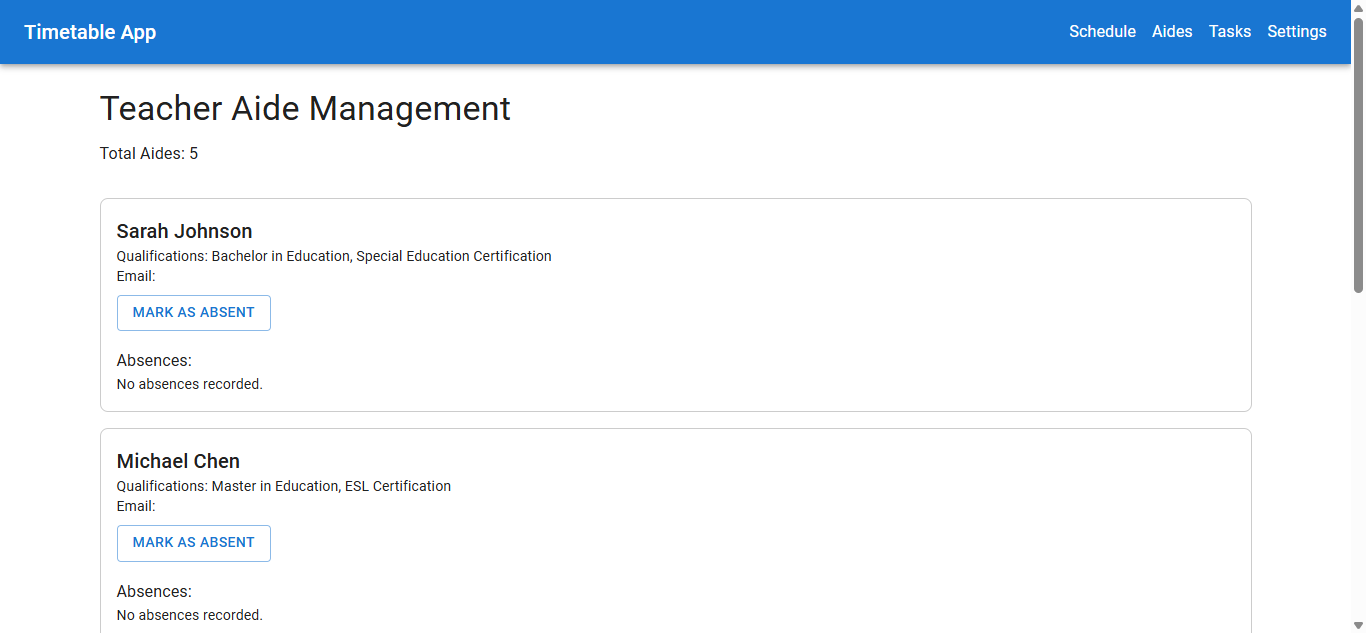 Timetable App
Schedule Aides Tasks Settings
Teacher Aide Management
Total Aides: 5
Sarah Johnson
Qualifications: Bachelor in Education, Special Education Certification
Email:
MARK AS ABSENT
Absences:
No absences recorded.
Michael Chen
Qualifications: Master in Education, ESL Certification
Email:
MARK AS ABSENT
Absences:
No absences recorded.